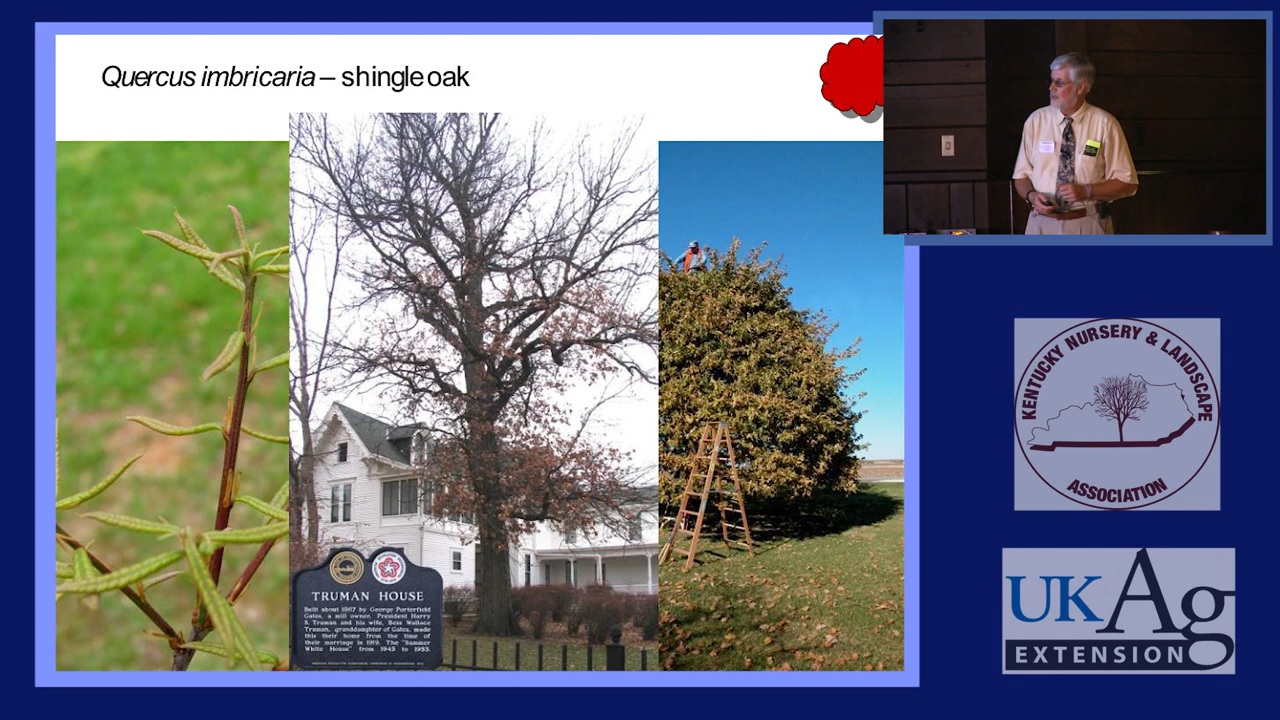 Quercus imbricaria – shingle oak
TRUMAN HOUSE
Built about 1867 by George Porterfield
Gates, a mill owner. President Harry
S. Truman and his wife, Bess Wallace
Truman, granddaughter of Gates, made
this their home from the time of
their marriage in 1919. The "Summer
White House" from 1945 to 1953.
KENTUCKY NURSERY & LANDSCAPE
ASSOCIATION
UK Ag
EXTENSION